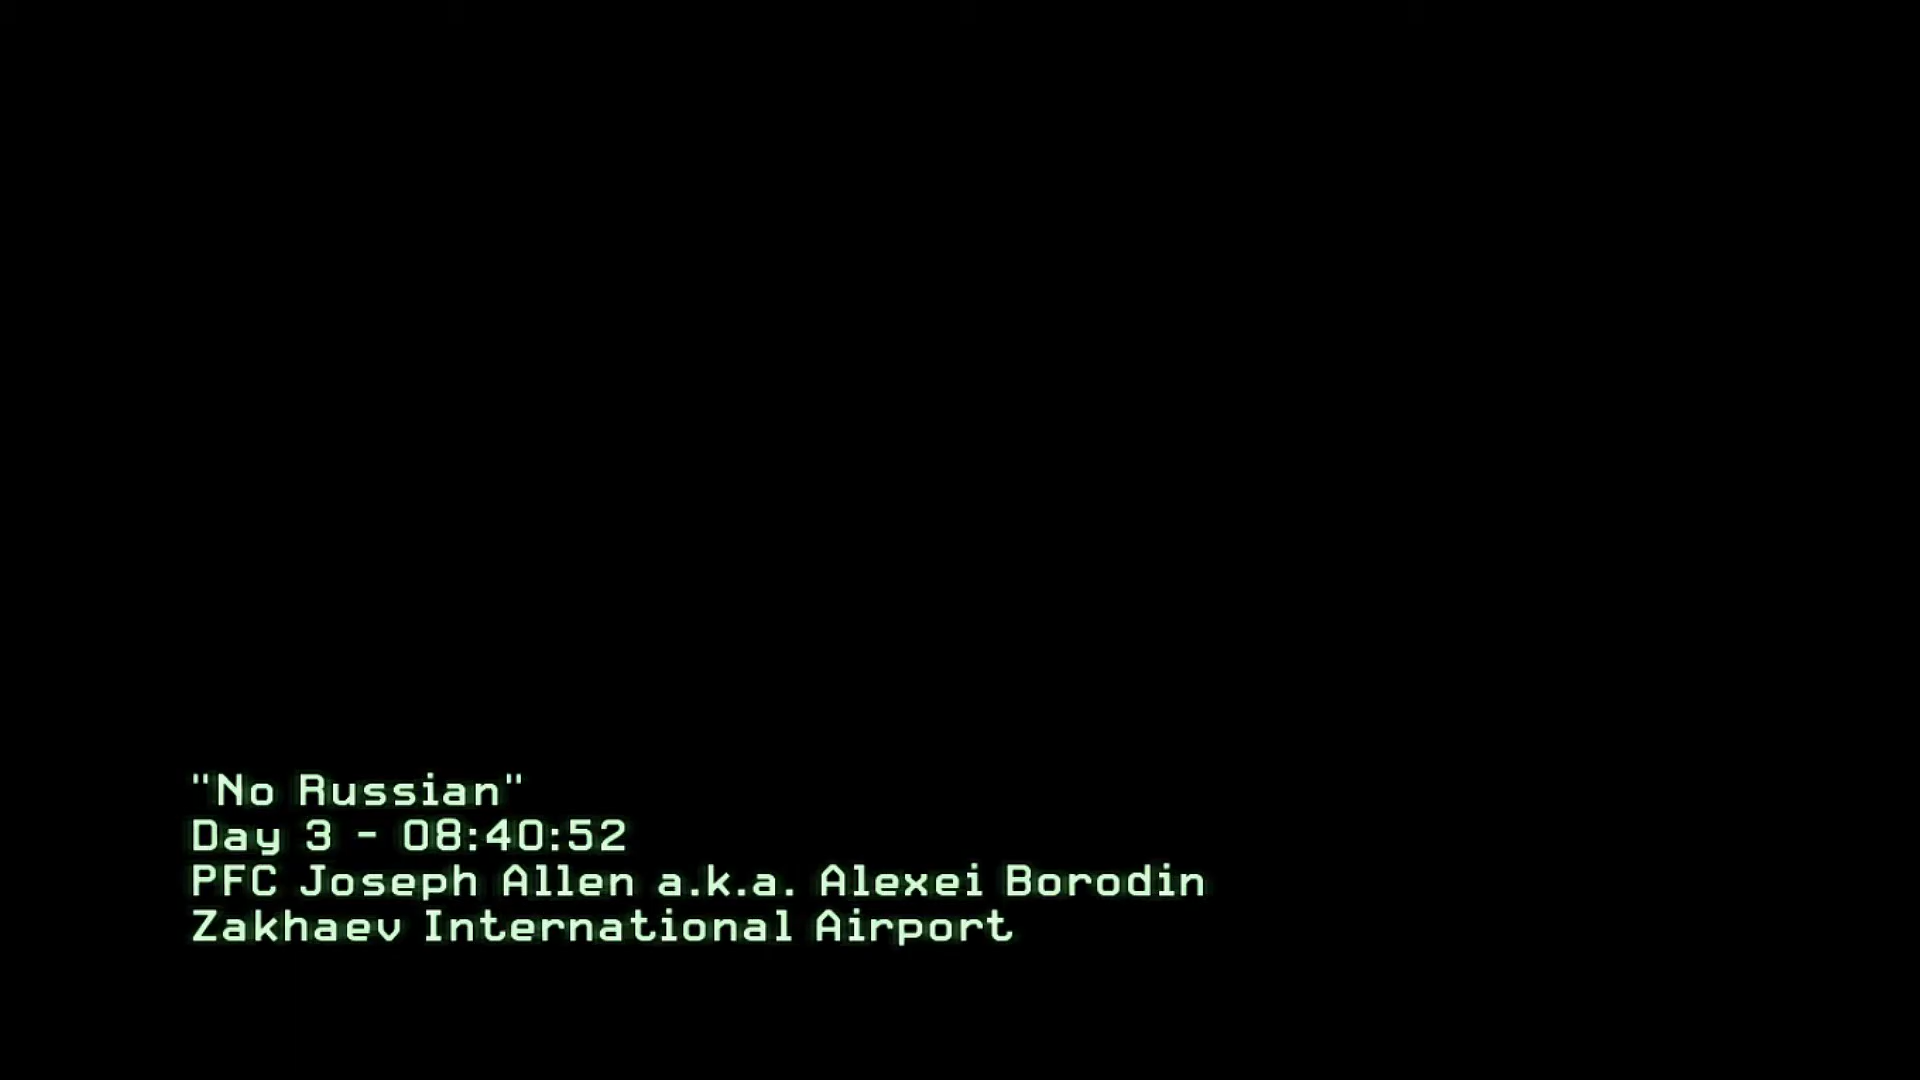 "No Russian"
Day 3 - 08:40:52
PFC Joseph Allen a.k.a. Alexei Borodin
Zakhaev International Airport